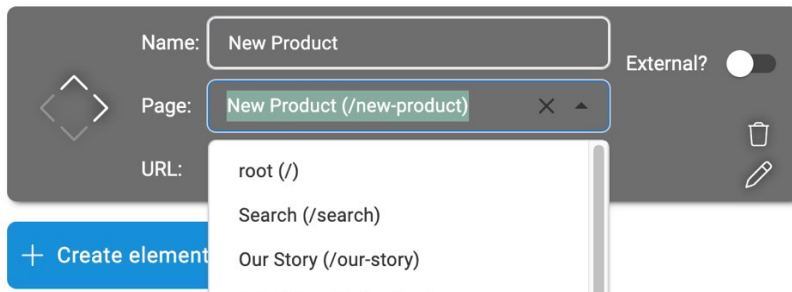 Name:
New Product
External?
Page:
New Product (/new-product)
URL:
root (/)
Search (/search)
Our Story (/our-story)
Create element